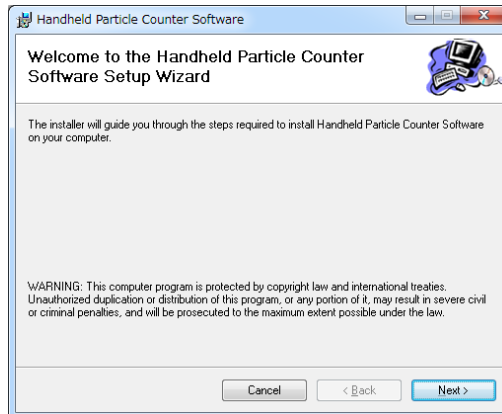 Handheld Particle Counter Software
Welcome to the Handheld Particle Counter
Software Setup Wizard
The installer will guide you through the steps required to install Handheld Particle Counter Software
on your computer.
WARNING: This computer program is protected by copyright law and international treaties.
Unauthorized duplication or distribution of this program, or any portion of it, may result in severe civil
or criminal penalties, and will be prosecuted to the maximum extent possible under the law.
Cancel < Back Next >